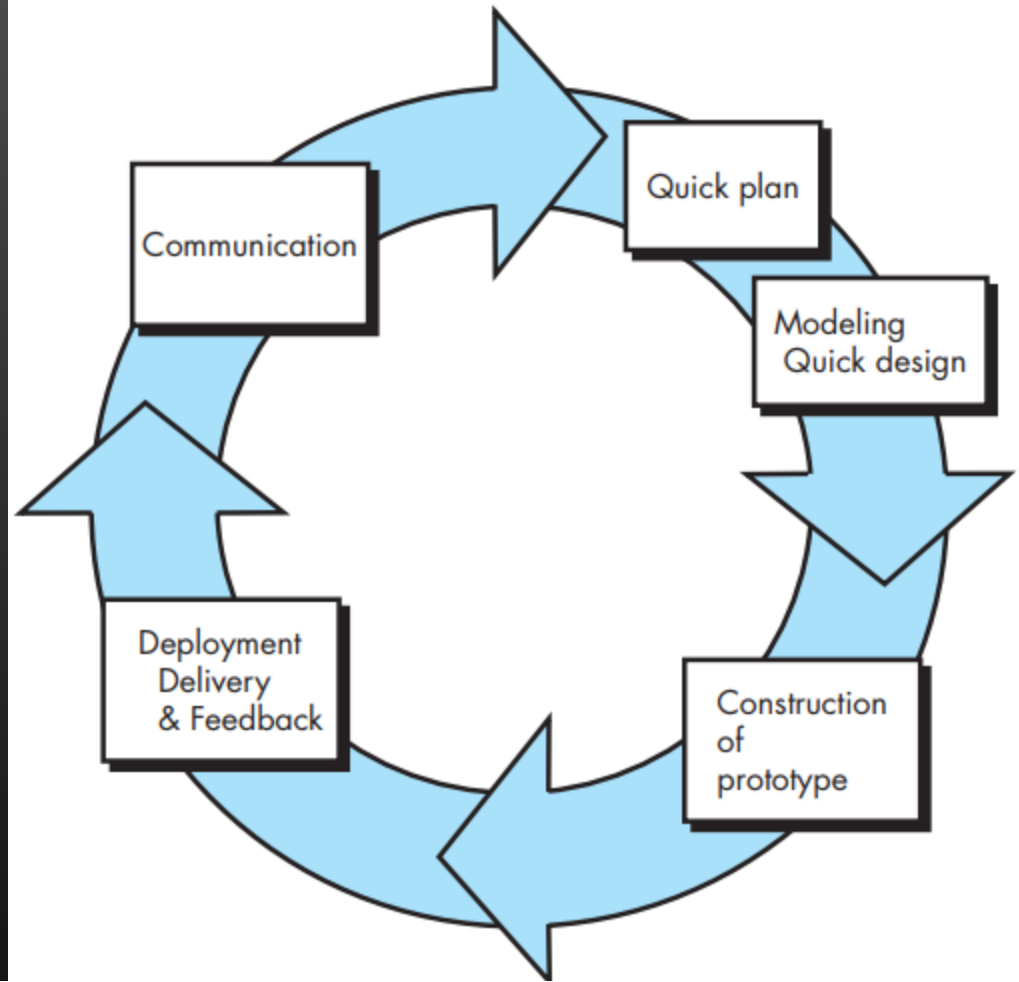 Communication
Quick plan
Modeling
Quick design
Construction
of
prototype
Deployment
Delivery
& Feedback